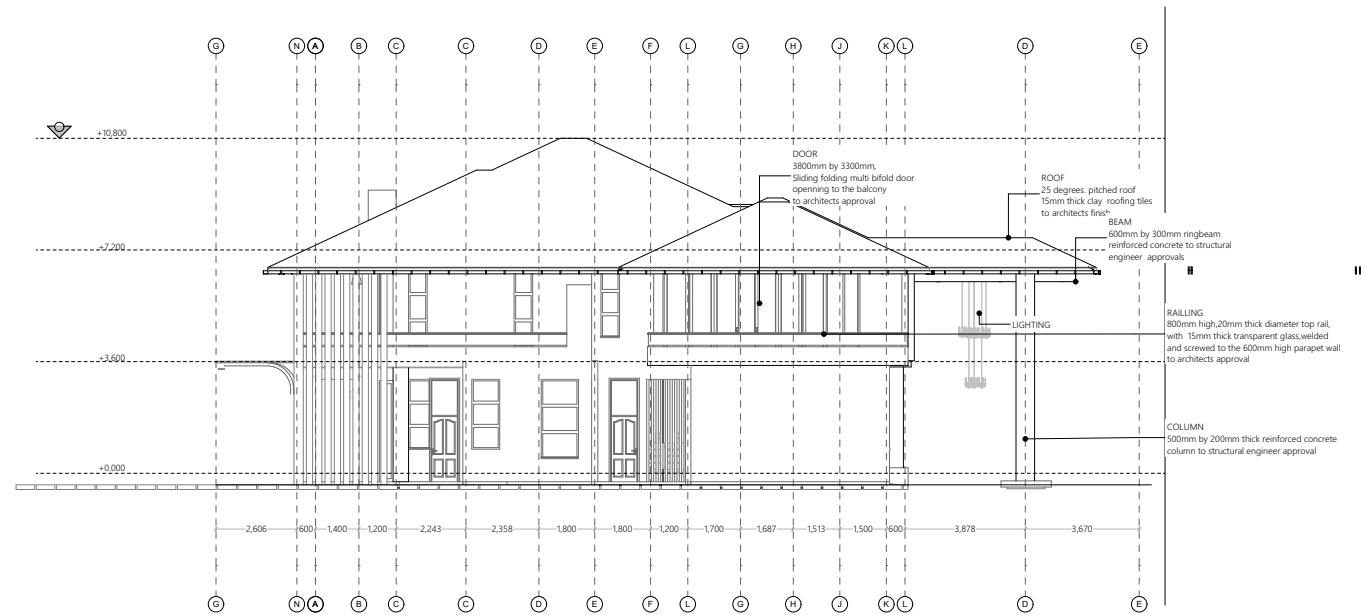 G N A B C C D E F L G H J K L D E
+10,800
DOOR
3800mm by 3300mm,
Sliding folding multi bifold door
openning to the balcony
to architects approval
ROOF
25 degrees. pitched roof
15mm thick clay roofing tiles
to architects finish
BEAM
600mm by 300mm ringbeam
reinforced concrete to structural
engineer approvals
+7,200
LIGHTING
RAILLING
800mm high,20mm thick diameter top rail,
with 15mm thick transparent glass,welded
and screwed to the 600mm high parapet wall
to architects approval
+3,600
COLUMN
500mm by 200mm thick reinforced concrete
column to structural engineer approval
+0.000
2,606 600 1,400 1,200 2,243 2,358 1,800 1,800 1,200 1,700 1,687 1,513 1,500 600 3,878 3,670
G N A B C C D E F L G H J K L D E